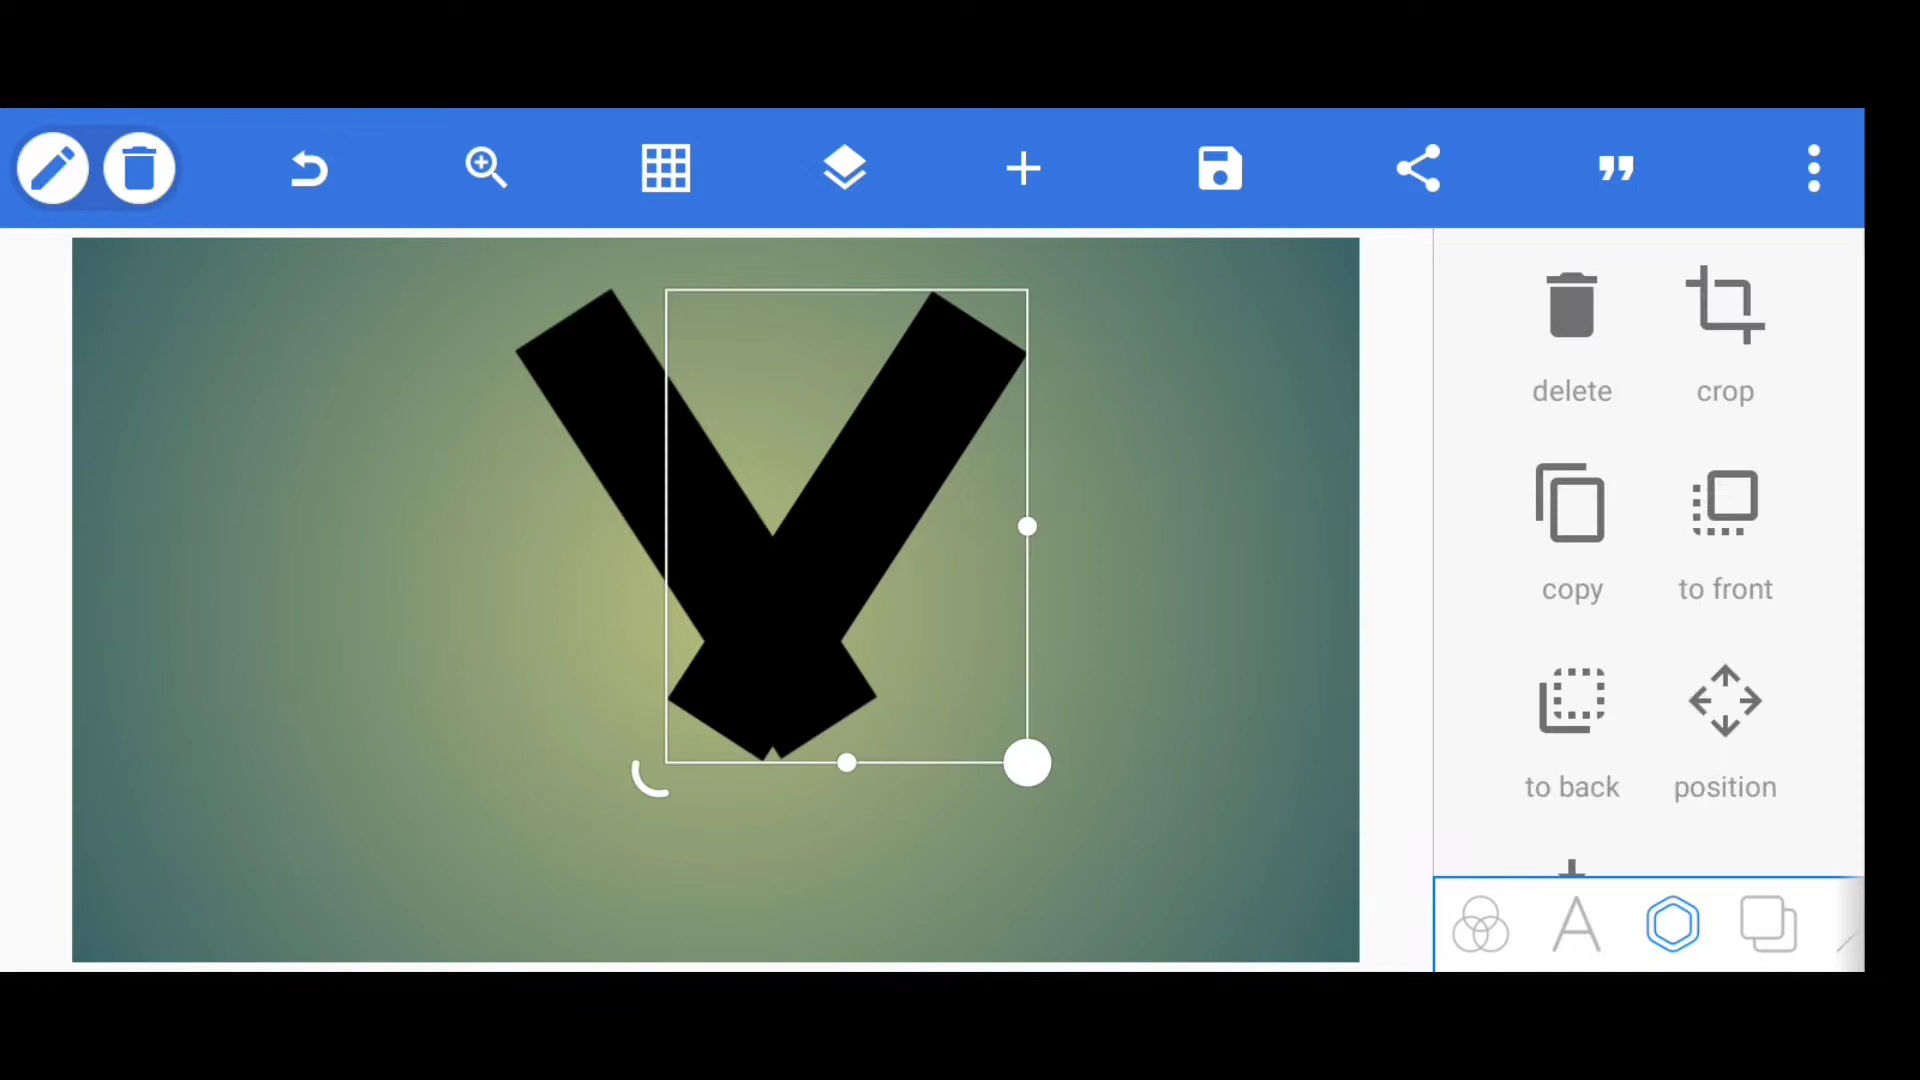 delete
crop
copy
to front
to back
position